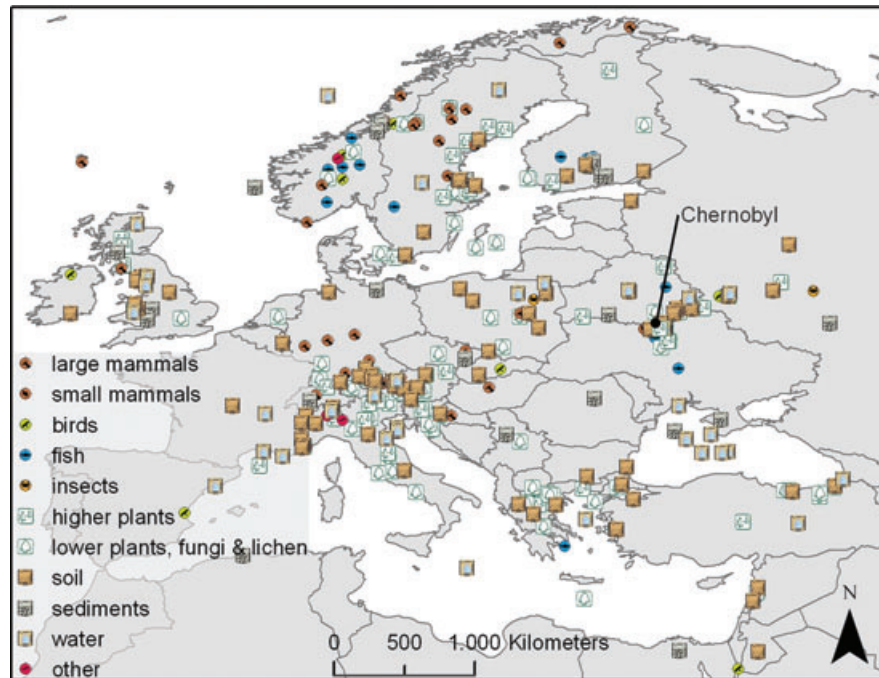 Chernobyl
large mammals
small mammals
birds
fish
insects
higher plants
lower plants, fungi & lichen
soil
sediments
water
other
0 500 1.000 Kilometers
N